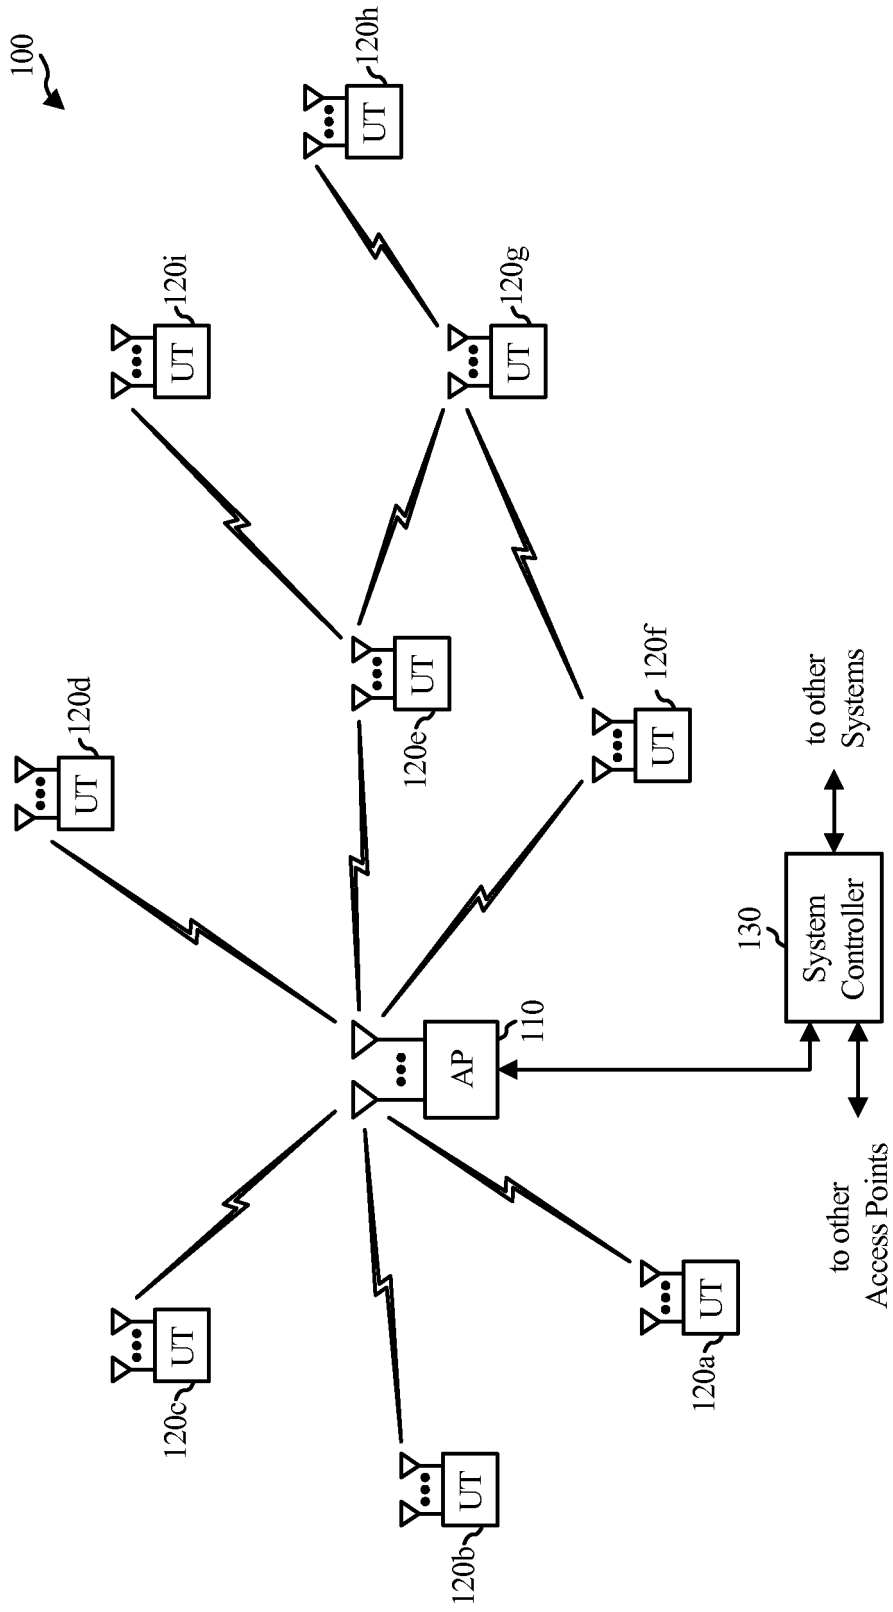 100
UT
120h
UT
120i
UT
120g
UT
120d
UT
120e
UT
120f
AP
110
UT
120c
UT
120b
UT
120a
130
System
Controller
to other
Systems
to other
Access Points